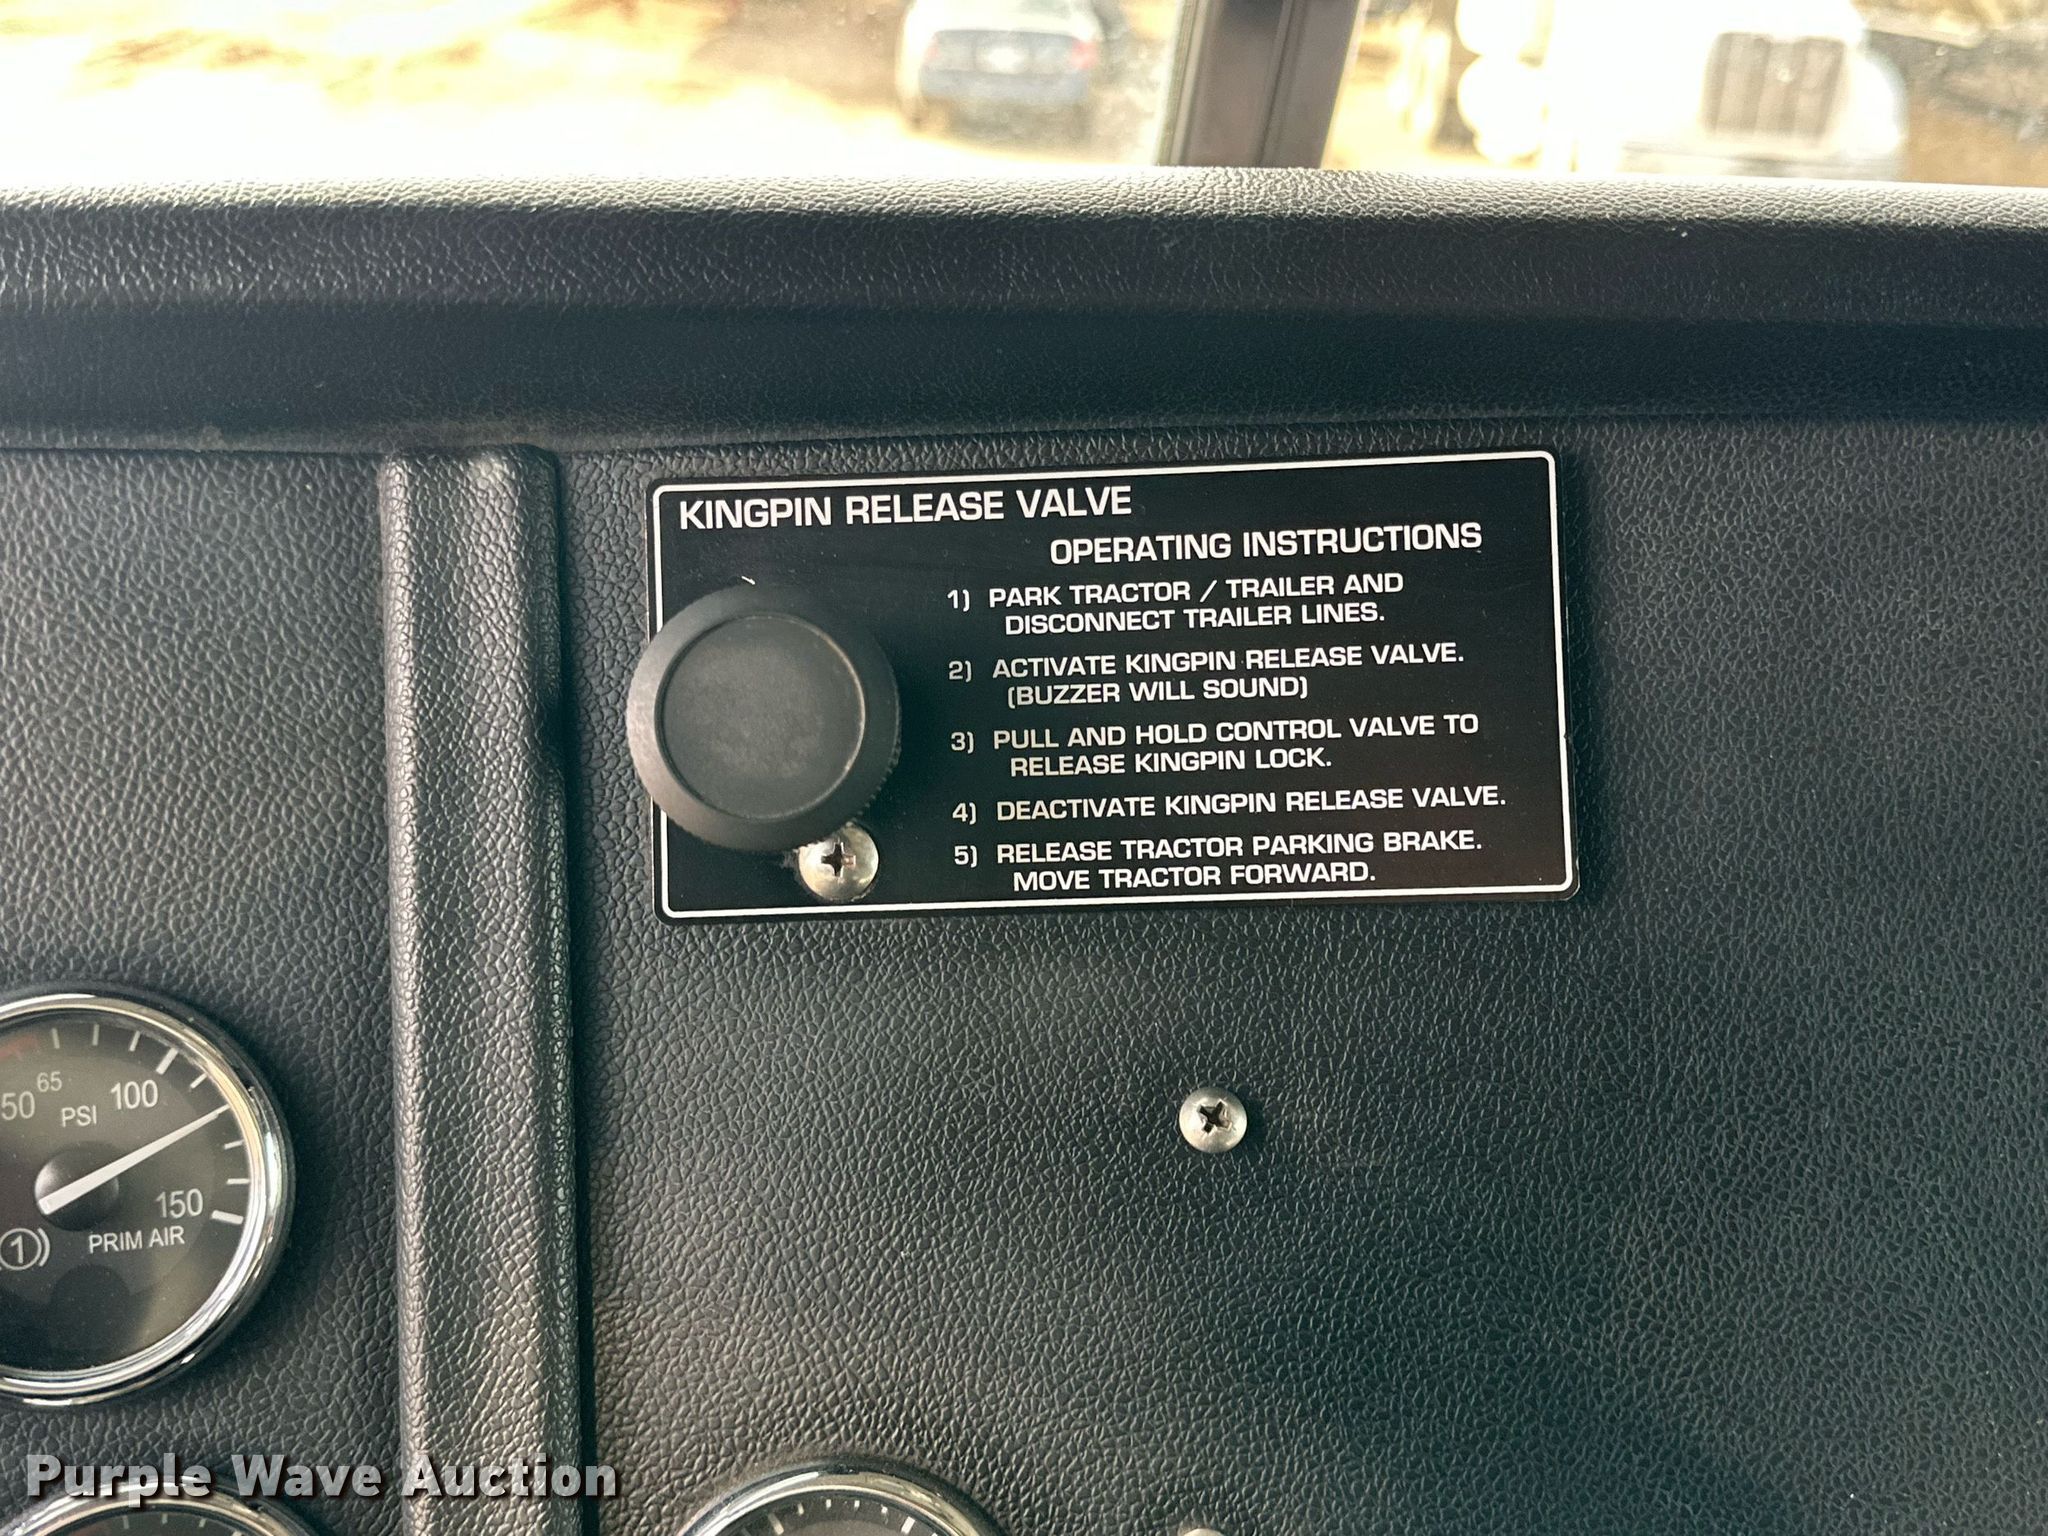 KINGPIN RELEASE VALVE
OPERATING INSTRUCTIONS
1) PARK TRACTOR / TRAILER AND
DISCONNECT TRAILER LINES.
2) ACTIVATE KINGPIN RELEASE VALVE.
(BUZZER WILL SOUND)
3) PULL AND HOLD CONTROL VALVE TO
RELEASE KINGPIN LOCK.
4) DEACTIVATE KINGPIN RELEASE VALVE.
5) RELEASE TRACTOR PARKING BRAKE.
MOVE TRACTOR FORWARD.
50 65 100
PSI
150
(1) PRIM AIR
Purple Wave Auction